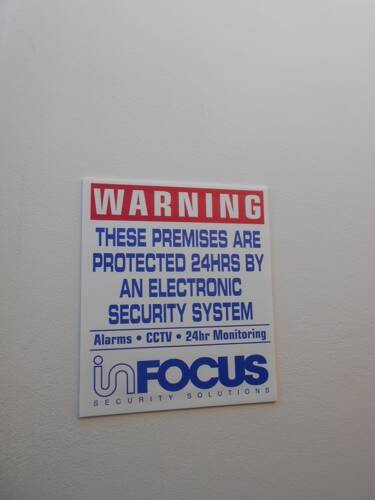 WARNING
THESE PREMISES ARE
PROTECTED 24HRS BY
AN ELECTRONIC
SECURITY SYSTEM
Alarms • CCTV • 24hr Monitoring
inFOCUS
SECURITY SOLUTIONS